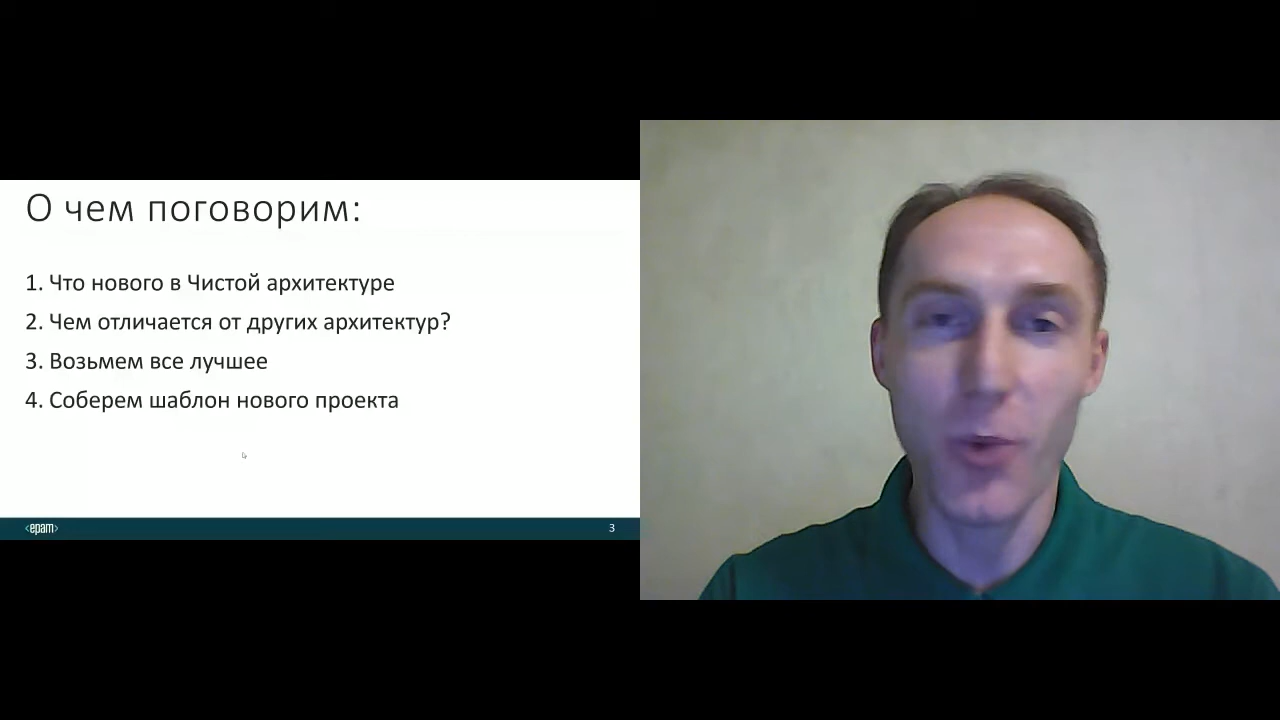 О чем поговорим:
1. Что нового в Чистой архитектуре
2. Чем отличается от других архитектур?
3. Возьмем все лучшее
4. Соберем шаблон нового проекта
<epam>
3